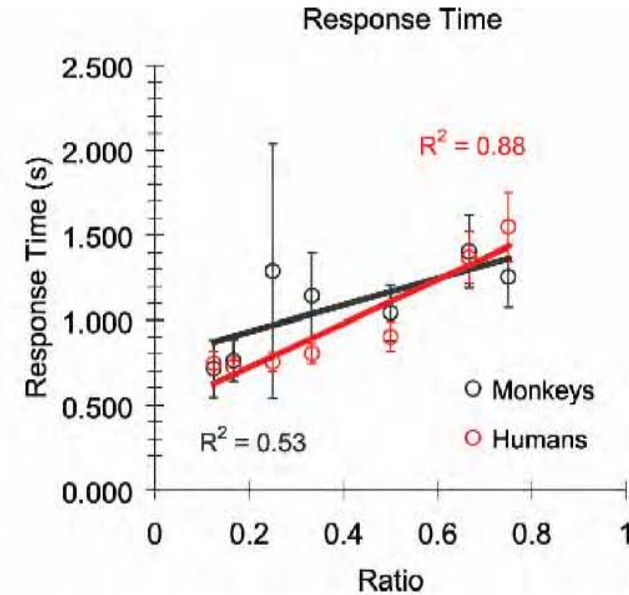 Response Time
2.500
2.000
1.500
1.000
0.500
0.000
Response Time (s)
R² = 0.88
R² = 0.53
Monkeys
Humans
0 0.2 0.4 0.6 0.8 1
Ratio